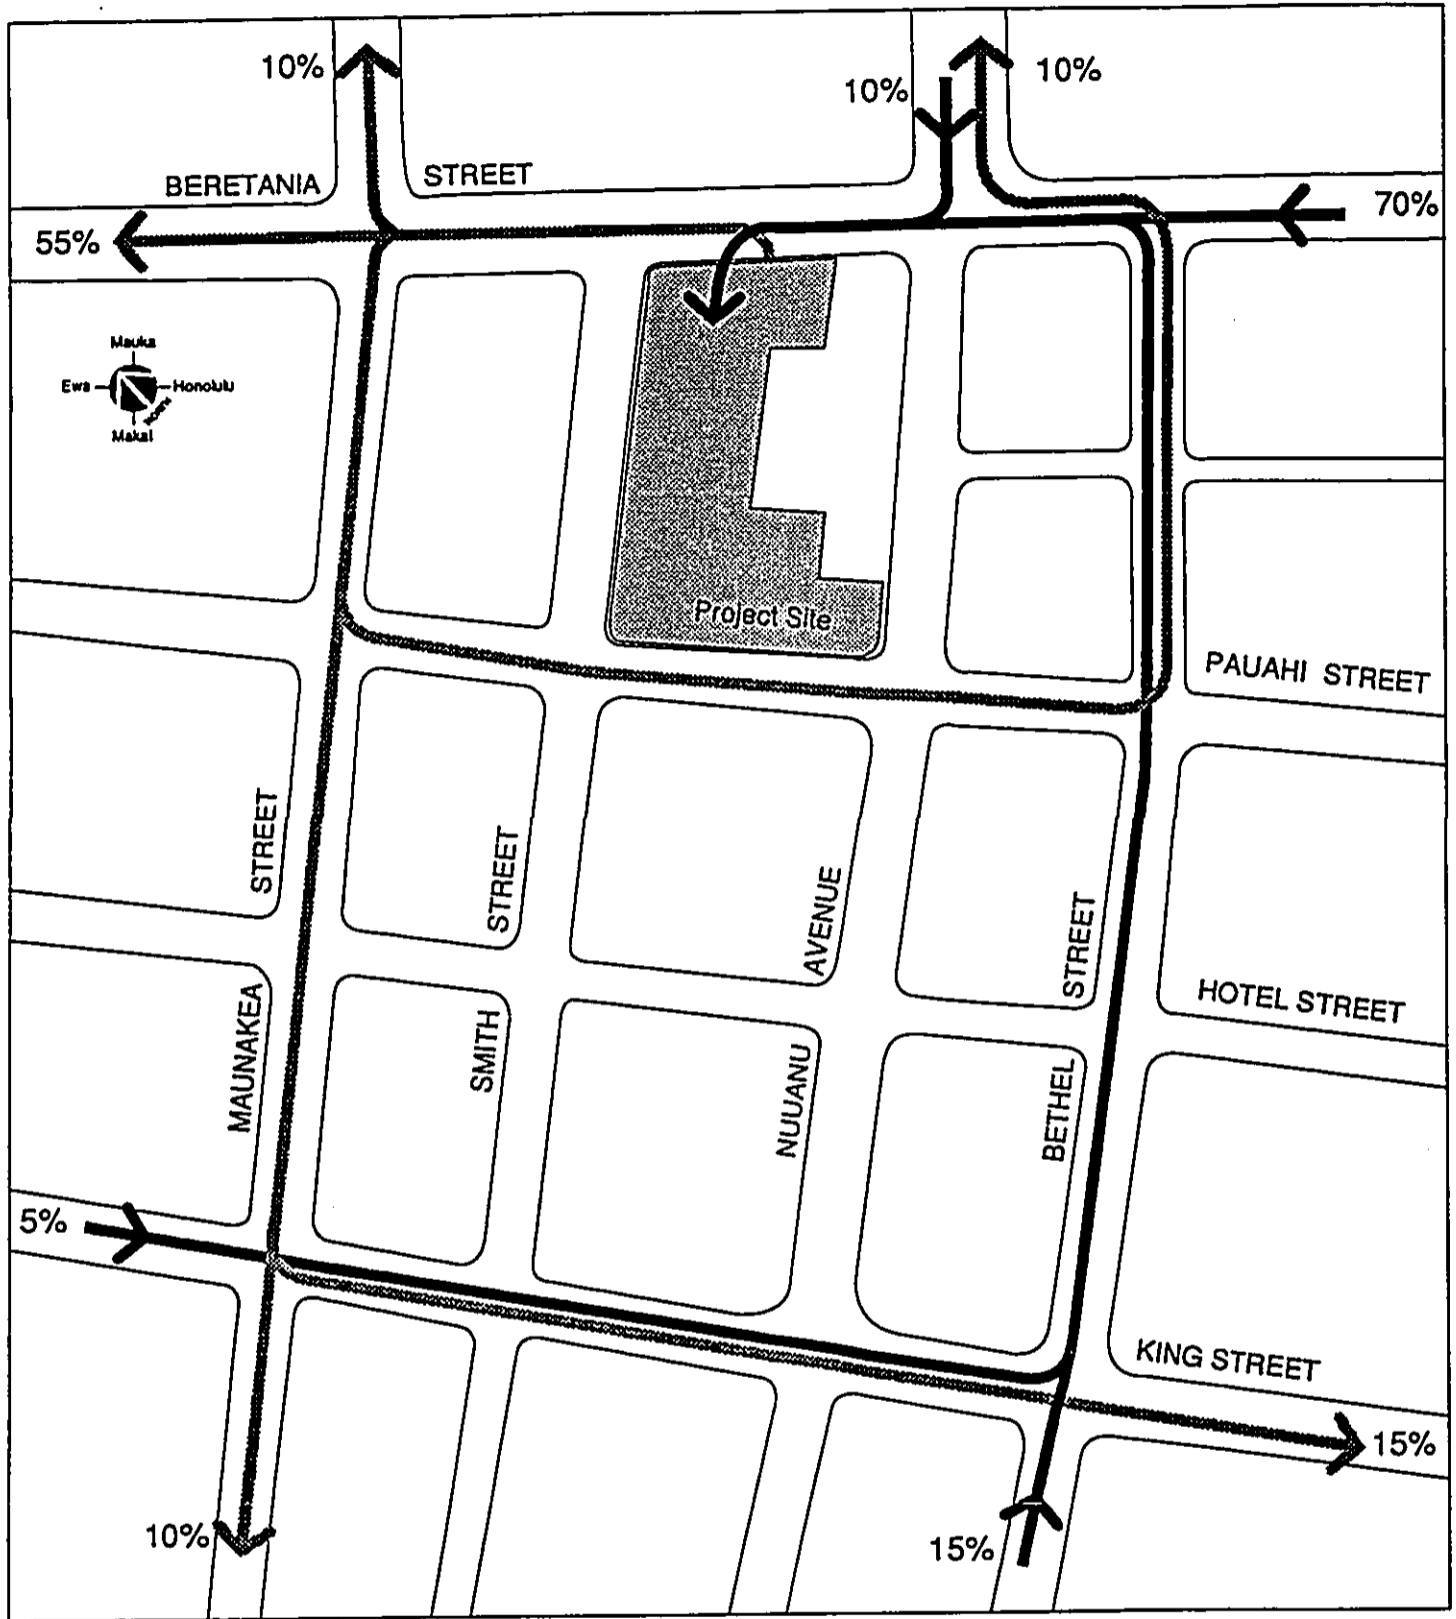 10%
10%
10%
BERETANIA
STREET
70%
55%
Mauka
Ewa
Honolulu
NORTH
Makai
Project Site
PAUAHI STREET
STREET
STREET
AVENUE
STREET
HOTEL STREET
MAUNAKEA
SMITH
NUUANU
BETHEL
5%
KING STREET
15%
10%
15%